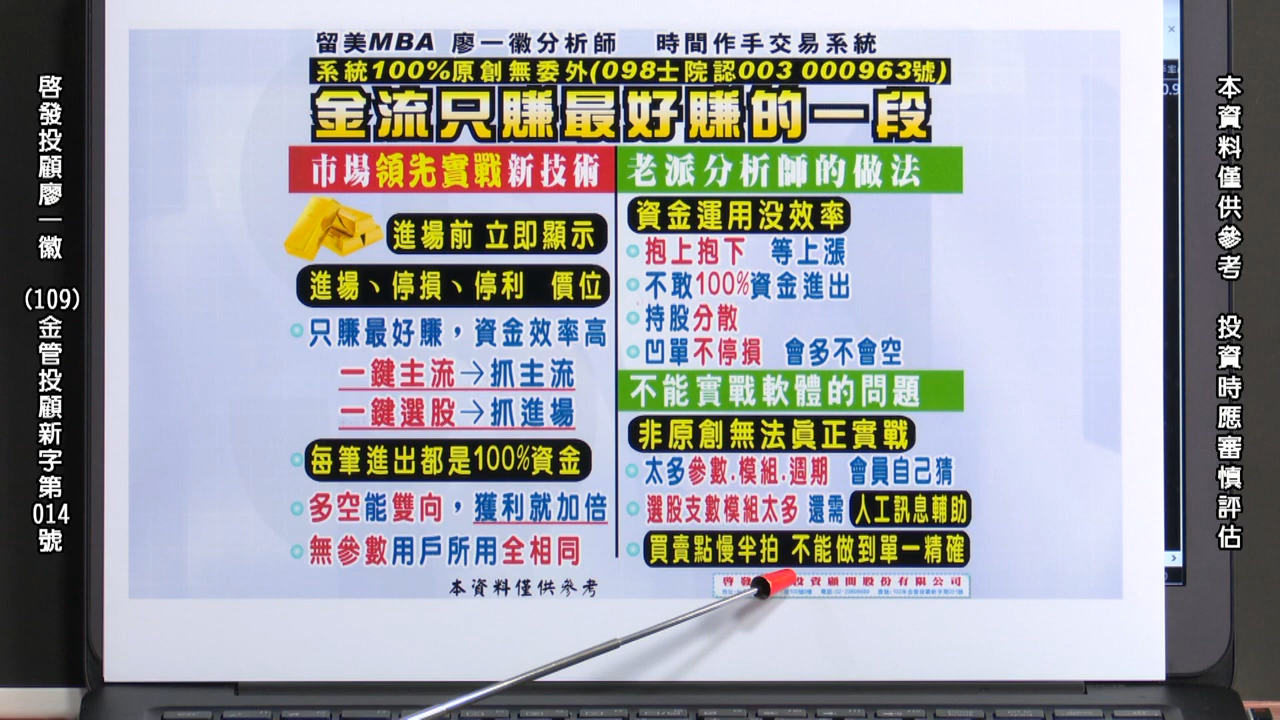 啓發投顧廖一徽 (109)金管投顧新字第014號
留美MBA 廖一徽分析師 時間作手交易系統
系統100%原創無委外(098士院認003 000963號)
金流只賺最好賺的一段
市場領先實戰新技術
進場前 立即顯示
進場、停損、停利 價位
只賺最好賺，資金效率高
一鍵主流→抓主流
一鍵選股→抓進場
每筆進出都是100%資金
多空能雙向，獲利就加倍
無參數用戶所用全相同
老派分析師的做法
資金運用没效率
抱上抱下 等上漲
不敢100%資金進出
持股分散
凹單不停損 會多不會空
不能實戰軟體的問題
非原創無法真正實戰
太多參數.模組.週期 會員自己猜
選股支數模組太多 還需 人工訊息輔助
買賣點慢半拍 不能做到單一精確
本資料僅供參考
啓發 投資顧問股份有限公司
本資料僅供參考 投資時應審慎評估